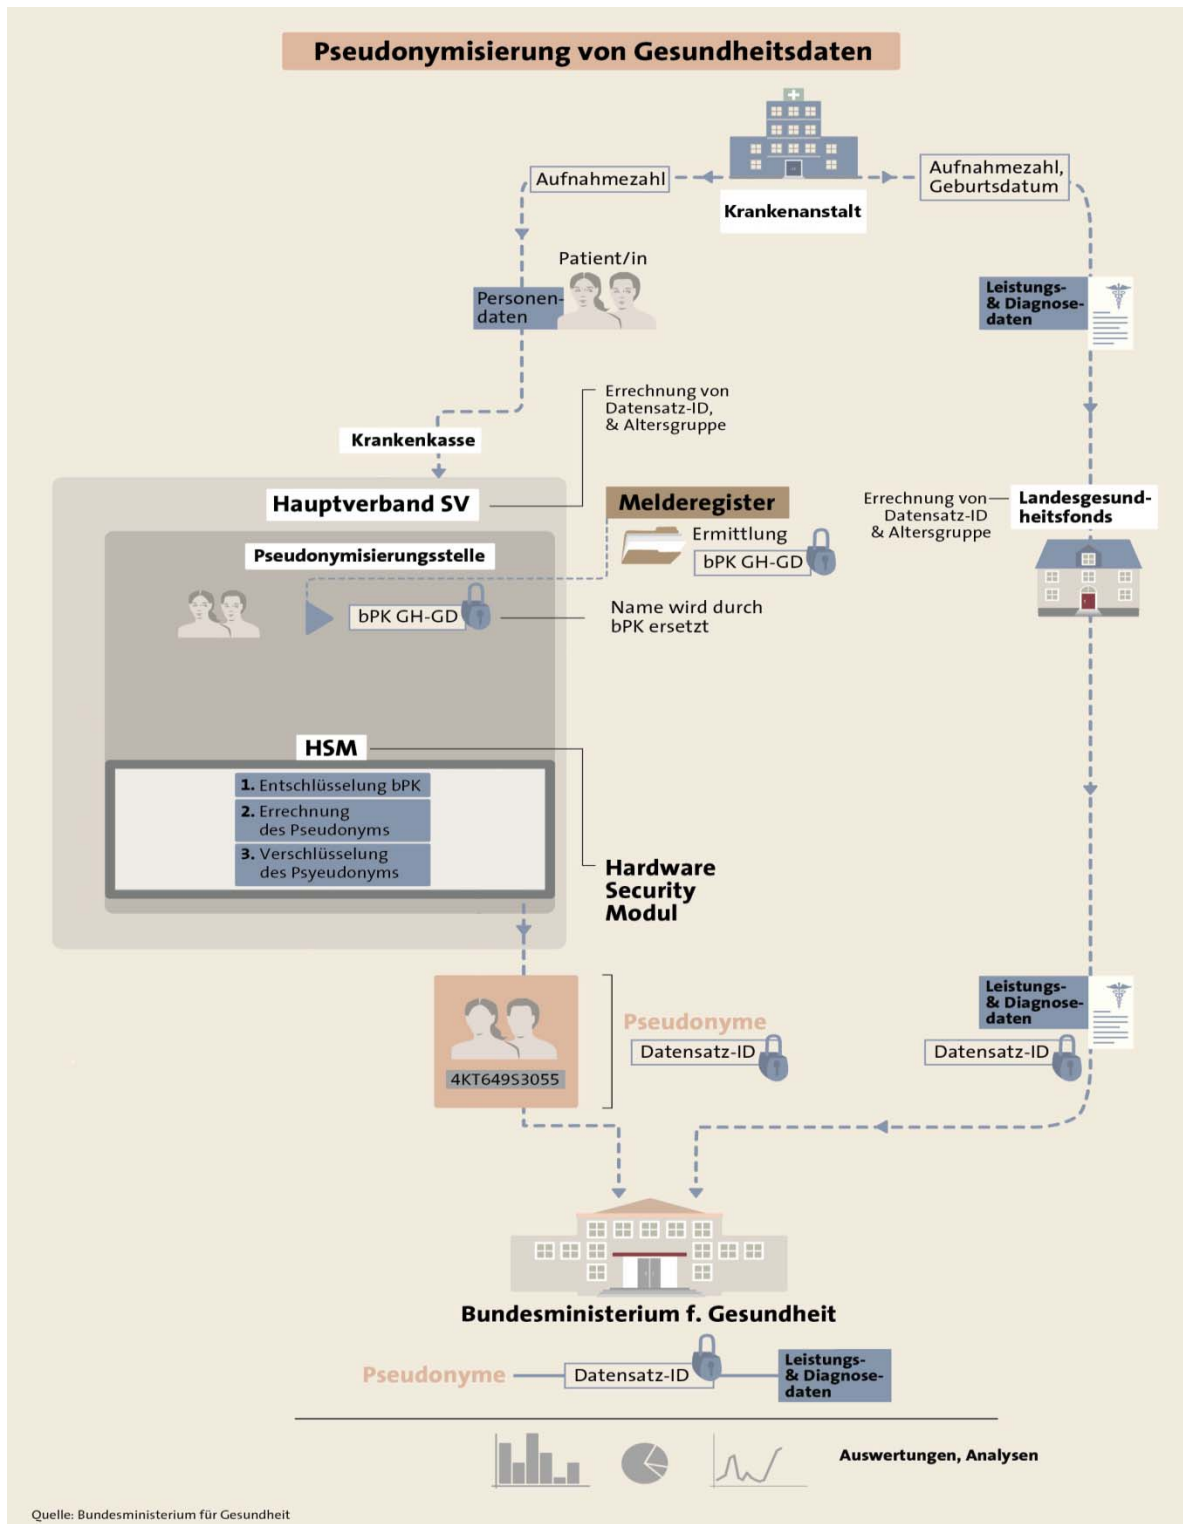 Pseudonymisierung von Gesundheitsdaten
Aufnahmezahl
Aufnahmezahl,
Geburtsdatum
Krankenanstalt
Patient/in
Personen-
daten
Leistungs-
& Diagnose-
daten
Errechnung von
Datensatz-ID,
& Altersgruppe
Krankenkasse
Hauptverband SV
Melderegister
Ermittlung
bPK GH-GD
Errechnung von
Datensatz-ID
& Altersgruppe
Landesgesund-
heitsfonds
Pseudonymisierungsstelle
bPK GH-GD
Name wird durch
bPK ersetzt
HSM
1. Entschlüsselung bPK
2. Errechnung
des Pseudonyms
3. Verschlüsselung
des Psyeudonyms
Hardware
Security
Modul
4KT649S3055
Pseudonyme
Datensatz-ID
Leistungs-
& Diagnose-
daten
Datensatz-ID
Bundesministerium f. Gesundheit
Pseudonyme
Datensatz-ID
Leistungs-
& Diagnose-
daten
Auswertungen, Analysen
Quelle: Bundesministerium für Gesundheit